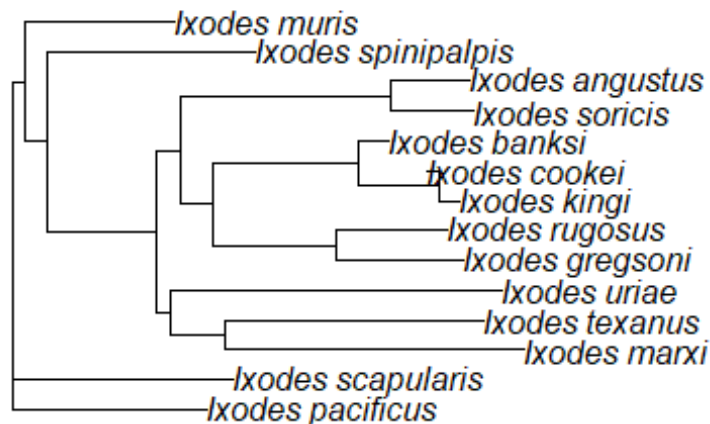 Ixodes muris
Ixodes spinipalpis
Ixodes angustus
Ixodes soricis
Ixodes banksi
Ixodes cookei
Ixodes kingi
Ixodes rugosus
Ixodes gregsoni
Ixodes uriae
Ixodes texanus
Ixodes marxi
Ixodes scapularis
Ixodes pacificus